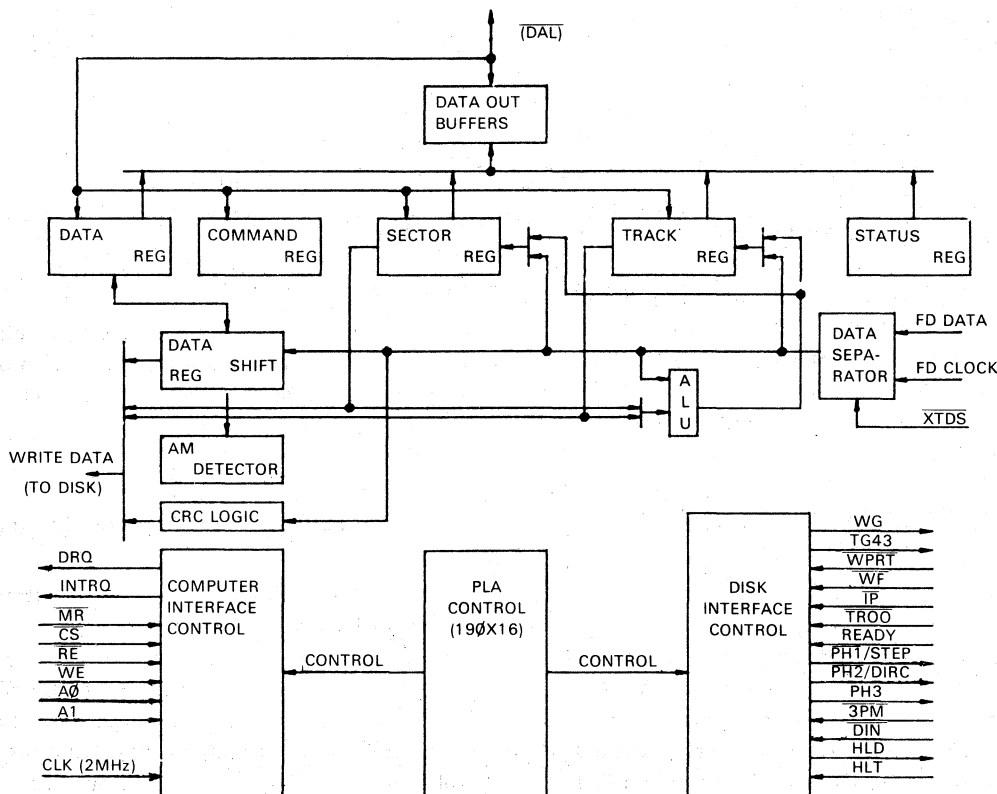 (DAL)
DATA OUT
BUFFERS
DATA
REG
COMMAND
REG
SECTOR
REG
TRACK
REG
STATUS
REG
DATA
SHIFT
REG
DATA
SEPA-
RATOR
FD DATA
FD CLOCK
XTDS
A
L
U
AM
DETECTOR
WRITE DATA
(TO DISK)
CRC LOGIC
DRQ
INTRQ
MR
CS
RE
WE
AØ
A1
CLK (2MHz)
COMPUTER
INTERFACE
CONTROL
CONTROL
PLA
CONTROL
(19ØX16)
CONTROL
DISK
INTERFACE
CONTROL
WG
TG43
WPRT
WF
IP
TROO
READY
PH1/STEP
PH2/DIRC
PH3
3PM
DIN
HLD
HLT